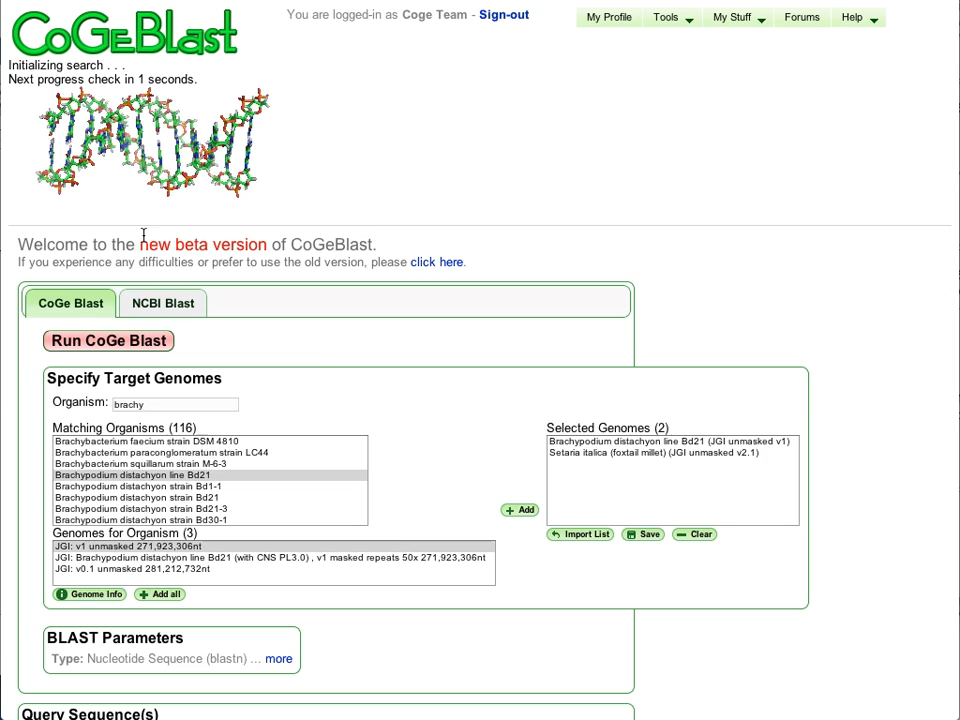 CoGeBlast
You are logged-in as Coge Team - Sign-out
My Profile Tools My Stuff Forums Help
Initializing search . . .
Next progress check in 1 seconds.
Welcome to the new beta version of CoGeBlast.
If you experience any difficulties or prefer to use the old version, please click here.
CoGe Blast NCBI Blast
Run CoGe Blast
Specify Target Genomes
Organism: brachy
Matching Organisms (116)
Brachybacterium faecium strain DSM 4810
Brachybacterium paraconglomeratum strain LC44
Brachybacterium squillarum strain M-6-3
Brachypodium distachyon line Bd21
Brachypodium distachyon strain Bd1-1
Brachypodium distachyon strain Bd21
Brachypodium distachyon strain Bd21-3
Brachypodium distachyon strain Bd30-1
Add
Selected Genomes (2)
Brachypodium distachyon line Bd21 (JGI unmasked v1)
Setaria italica (foxtail millet) (JGI unmasked v2.1)
Import List Save Clear
Genomes for Organism (3)
JGI: v1 unmasked 271,923,306nt
JGI: Brachypodium distachyon line Bd21 (with CNS PL3.0) , v1 masked repeats 50x 271,923,306nt
JGI: v0.1 unmasked 281,212,732nt
Genome Info Add all
BLAST Parameters
Type: Nucleotide Sequence (blastn) ... more
Query Sequence(s)